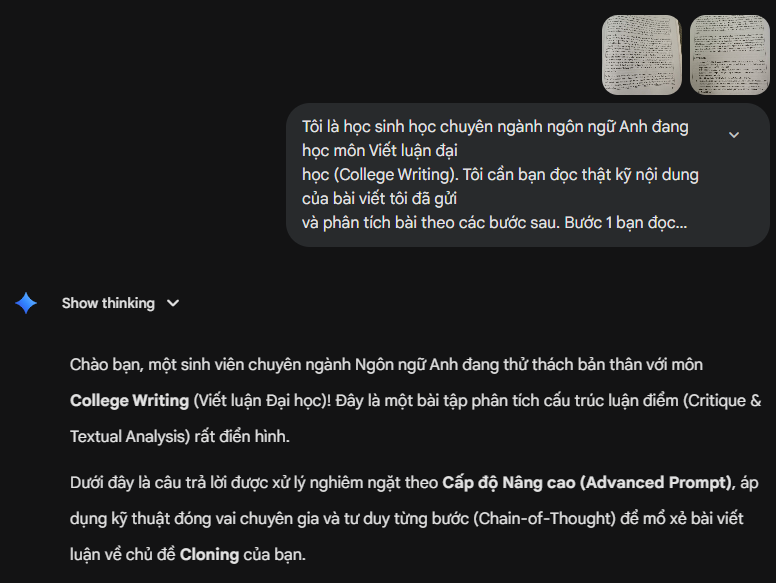 Tôi là học sinh học chuyên ngành ngôn ngữ Anh đang
học môn Viết luận đại
học (College Writing). Tôi cần bạn đọc thật kỹ nội dung
của bài viết tôi đã gửi
và phân tích bài theo các bước sau. Bước 1 bạn đọc...
Show thinking
Chào bạn, một sinh viên chuyên ngành Ngôn ngữ Anh đang thử thách bản thân với môn
College Writing (Viết luận Đại học)! Đây là một bài tập phân tích cấu trúc luận điểm (Critique &
Textual Analysis) rất điển hình.
Dưới đây là câu trả lời được xử lý nghiêm ngặt theo Cấp độ Nâng cao (Advanced Prompt), áp
dụng kỹ thuật đóng vai chuyên gia và tư duy từng bước (Chain-of-Thought) để mổ xẻ bài viết
luận về chủ đề Cloning của bạn.